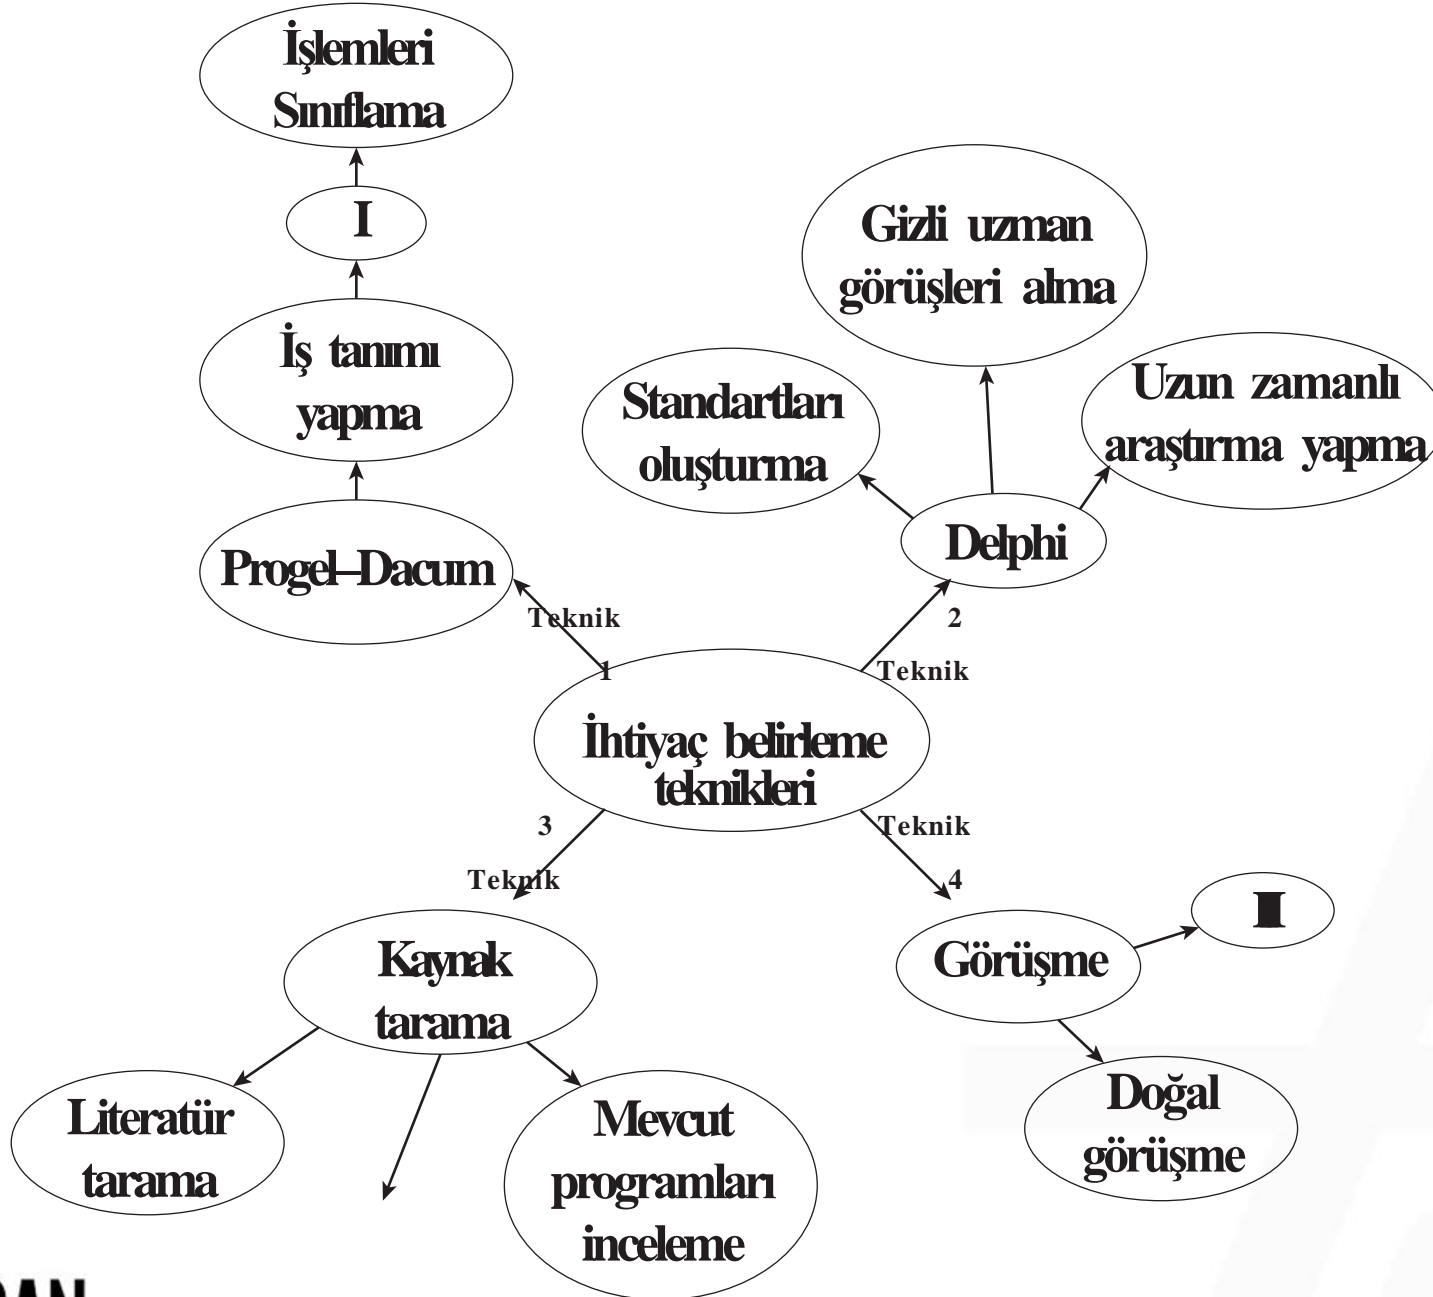 İşlemleri
Sınıflama
I
İş tanımı
yapma
Progel–Dacum
Gizli uzman
görüşleri alma
Standartları
oluşturma
Uzun zamanlı
araştırma yapma
Delphi
Teknik
1
2
Teknik
İhtiyaç belirleme
teknikleri
3
Teknik
Teknik
4
Kaynak
tarama
Görüşme
Literatür
tarama
Mevcut
programları
inceleme
Doğal
görüşme